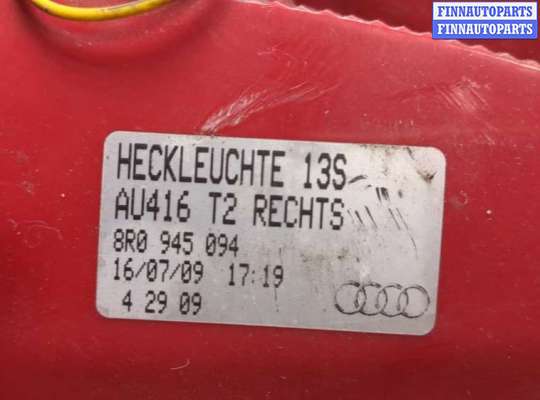 FINNAUTOPARTS
FINNAUTOPARTS
HECKLEUCHTE 13S
AU416 T2 RECHTS
8R0 945 094
16/07/09 17:19
4 29 09